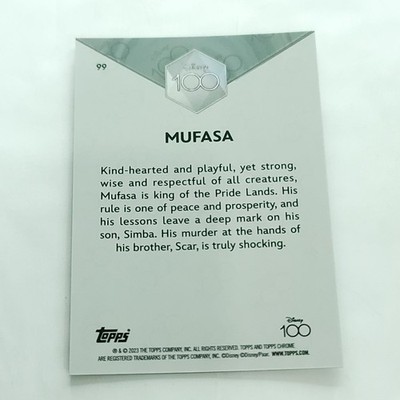 99
Disney
100
MUFASA
Kind-hearted and playful, yet strong,
wise and respectful of all creatures,
Mufasa is king of the Pride Lands. His
rule is one of peace and prosperity, and
his lessons leave a deep mark on his
son, Simba. His murder at the hands of
his brother, Scar, is truly shocking.
Topps®
Disney
100
® & © 2023 THE TOPPS COMPANY, INC. ALL RIGHTS RESERVED. TOPPS AND TOPPS CHROME
ARE REGISTERED TRADEMARKS OF THE TOPPS COMPANY, INC. ©Disney ©Disney/Pixar. WWW.TOPPS.COM.